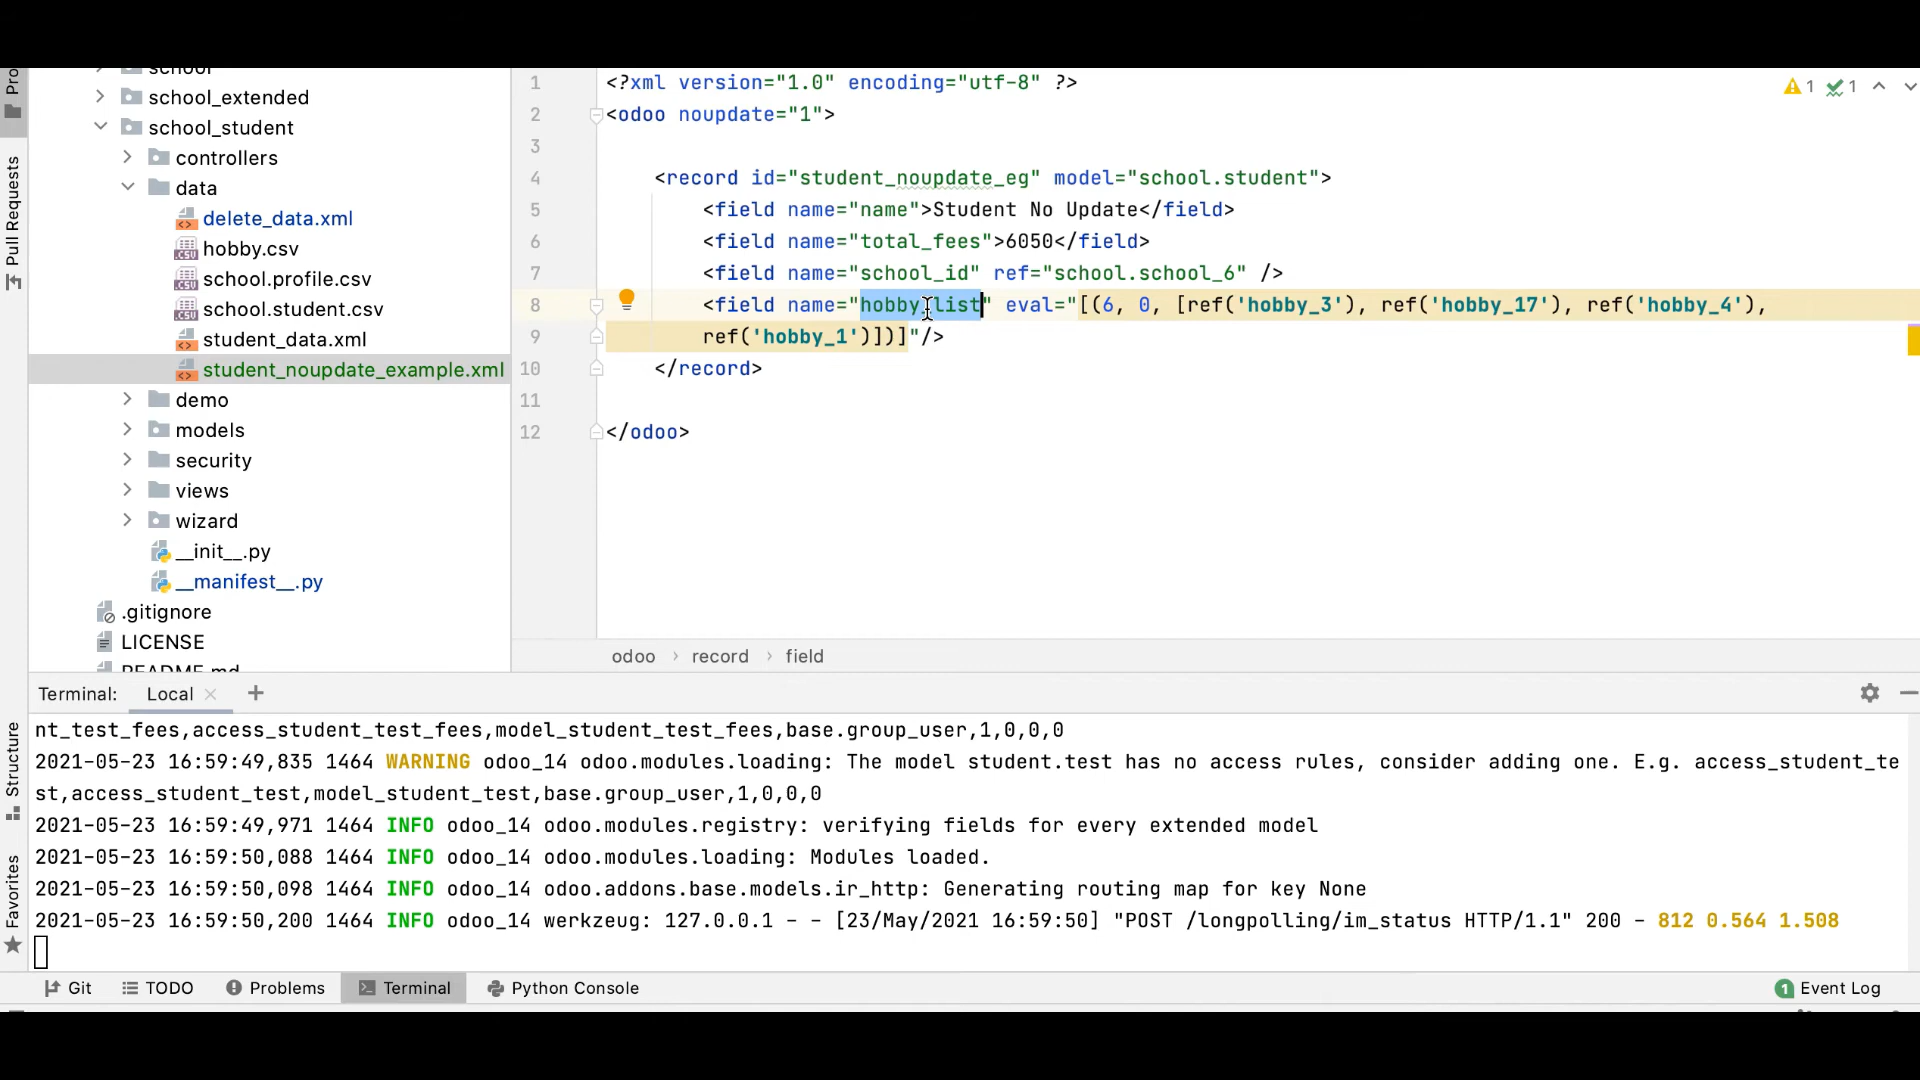 Pro
Pull Requests
Structure
Favorites
school
school_extended
school_student
controllers
data
delete_data.xml
hobby.csv
school.profile.csv
school.student.csv
student_data.xml
student_noupdate_example.xml
demo
models
security
views
wizard
__init__.py
__manifest__.py
.gitignore
LICENSE
README.md
1 <?xml version="1.0" encoding="utf-8" ?>
2 <odoo noupdate="1">
3
4 <record id="student_noupdate_eg" model="school.student">
5 <field name="name">Student No Update</field>
6 <field name="total_fees">6050</field>
7 <field name="school_id" ref="school.school_6" />
8 <field name="hobby_list" eval="[(6, 0, [ref('hobby_3'), ref('hobby_17'), ref('hobby_4'),
9 ref('hobby_1')])]"/>
10 </record>
11
12 </odoo>
1 1
odoo > record > field
Terminal: Local × +
nt_test_fees,access_student_test_fees,model_student_test_fees,base.group_user,1,0,0,0
2021-05-23 16:59:49,835 1464 WARNING odoo_14 odoo.modules.loading: The model student.test has no access rules, consider adding one. E.g. access_student_te
st,access_student_test,model_student_test,base.group_user,1,0,0,0
2021-05-23 16:59:49,971 1464 INFO odoo_14 odoo.modules.registry: verifying fields for every extended model
2021-05-23 16:59:50,088 1464 INFO odoo_14 odoo.modules.loading: Modules loaded.
2021-05-23 16:59:50,098 1464 INFO odoo_14 odoo.addons.base.models.ir_http: Generating routing map for key None
2021-05-23 16:59:50,200 1464 INFO odoo_14 werkzeug: 127.0.0.1 - - [23/May/2021 16:59:50] "POST /longpolling/im_status HTTP/1.1" 200 - 812 0.564 1.508
Git TODO Problems Terminal Python Console 1 Event Log